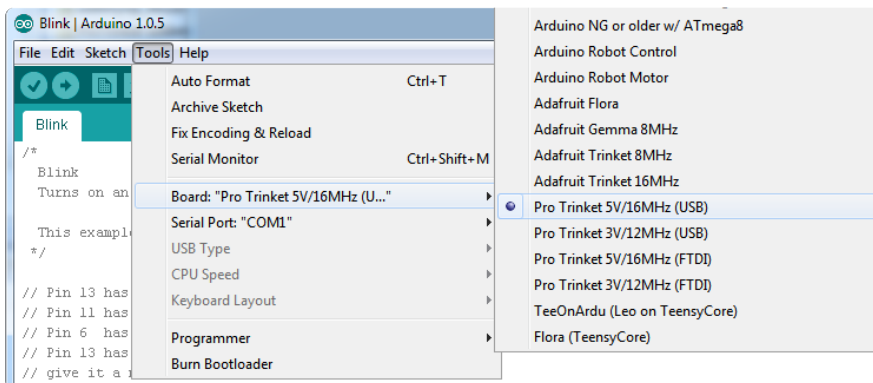 Blink | Arduino 1.0.5
File Edit Sketch Tools Help
Blink
/*
Blink
Turns on an
This example
*/
// Pin 13 has
// Pin 11 has
// Pin 6 has
// Pin 13 has
// give it a
Auto Format Ctrl+T
Archive Sketch
Fix Encoding & Reload
Serial Monitor Ctrl+Shift+M
Board: "Pro Trinket 5V/16MHz (U..."
Serial Port: "COM1"
USB Type
CPU Speed
Keyboard Layout
Programmer
Burn Bootloader
Arduino NG or older w/ ATmega8
Arduino Robot Control
Arduino Robot Motor
Adafruit Flora
Adafruit Gemma 8MHz
Adafruit Trinket 8MHz
Adafruit Trinket 16MHz
Pro Trinket 5V/16MHz (USB)
Pro Trinket 3V/12MHz (USB)
Pro Trinket 5V/16MHz (FTDI)
Pro Trinket 3V/12MHz (FTDI)
TeeOnArdu (Leo on TeensyCore)
Flora (TeensyCore)